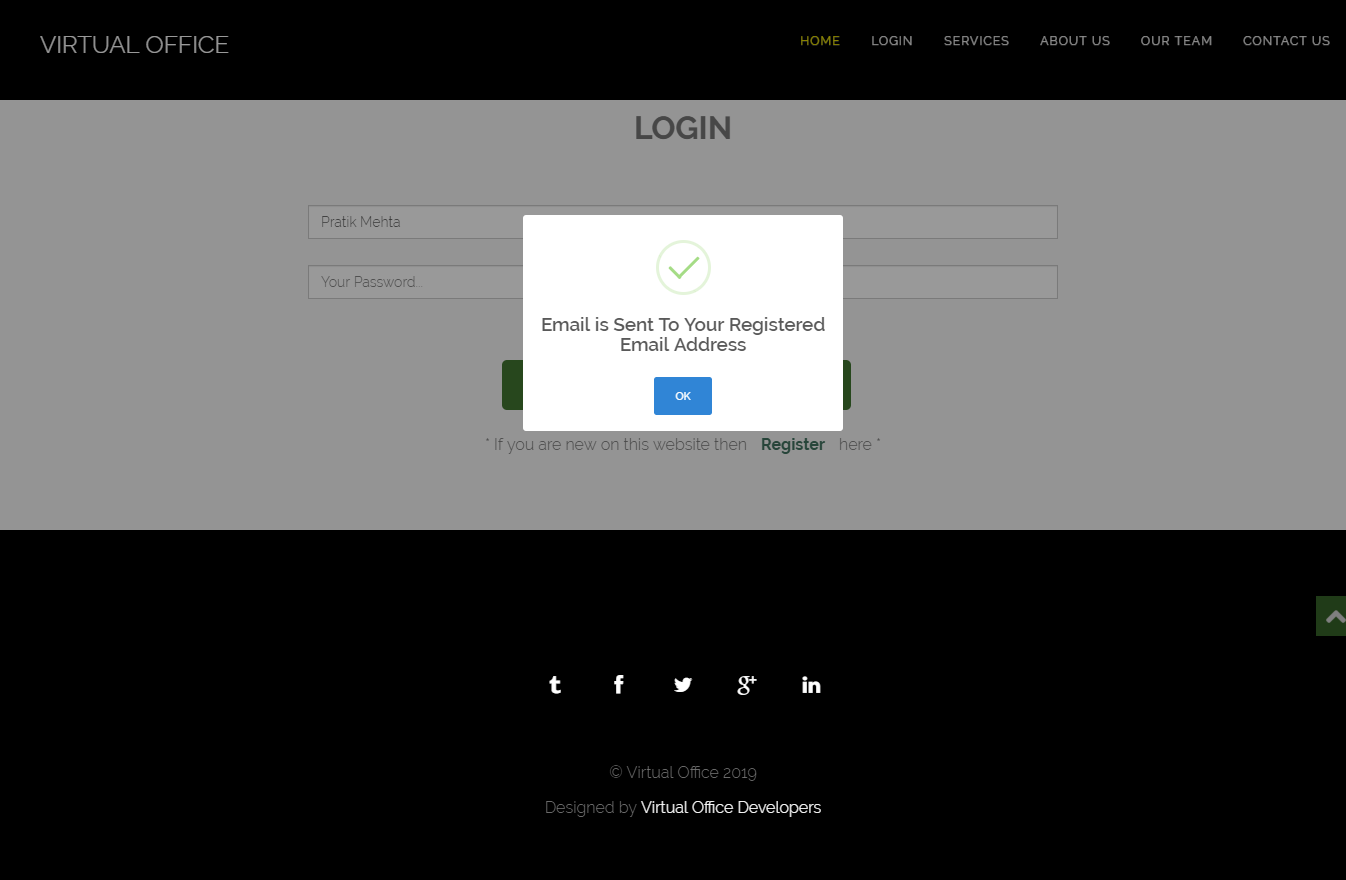 VIRTUAL OFFICE
HOME LOGIN SERVICES ABOUT US OUR TEAM CONTACT US
LOGIN
Pratik Mehta
Your Password...
Email is Sent To Your Registered
Email Address
OK
* If you are new on this website then Register here *
© Virtual Office 2019
Designed by Virtual Office Developers